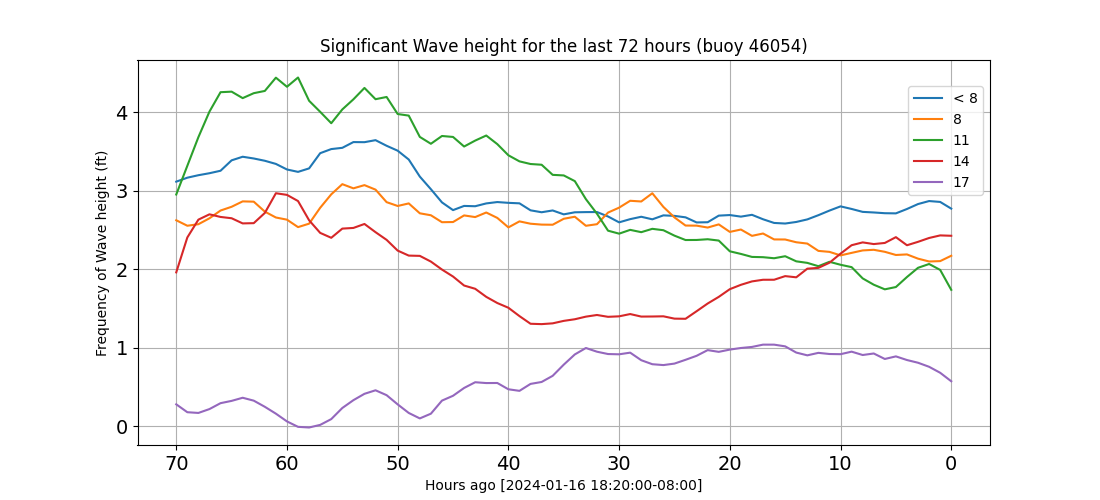 Significant Wave height for the last 72 hours (buoy 46054)
Frequency of Wave height (ft)
4
3
2
1
0
< 8
8
11
14
17
70 60 50 40 30 20 10 0
Hours ago [2024-01-16 18:20:00-08:00]